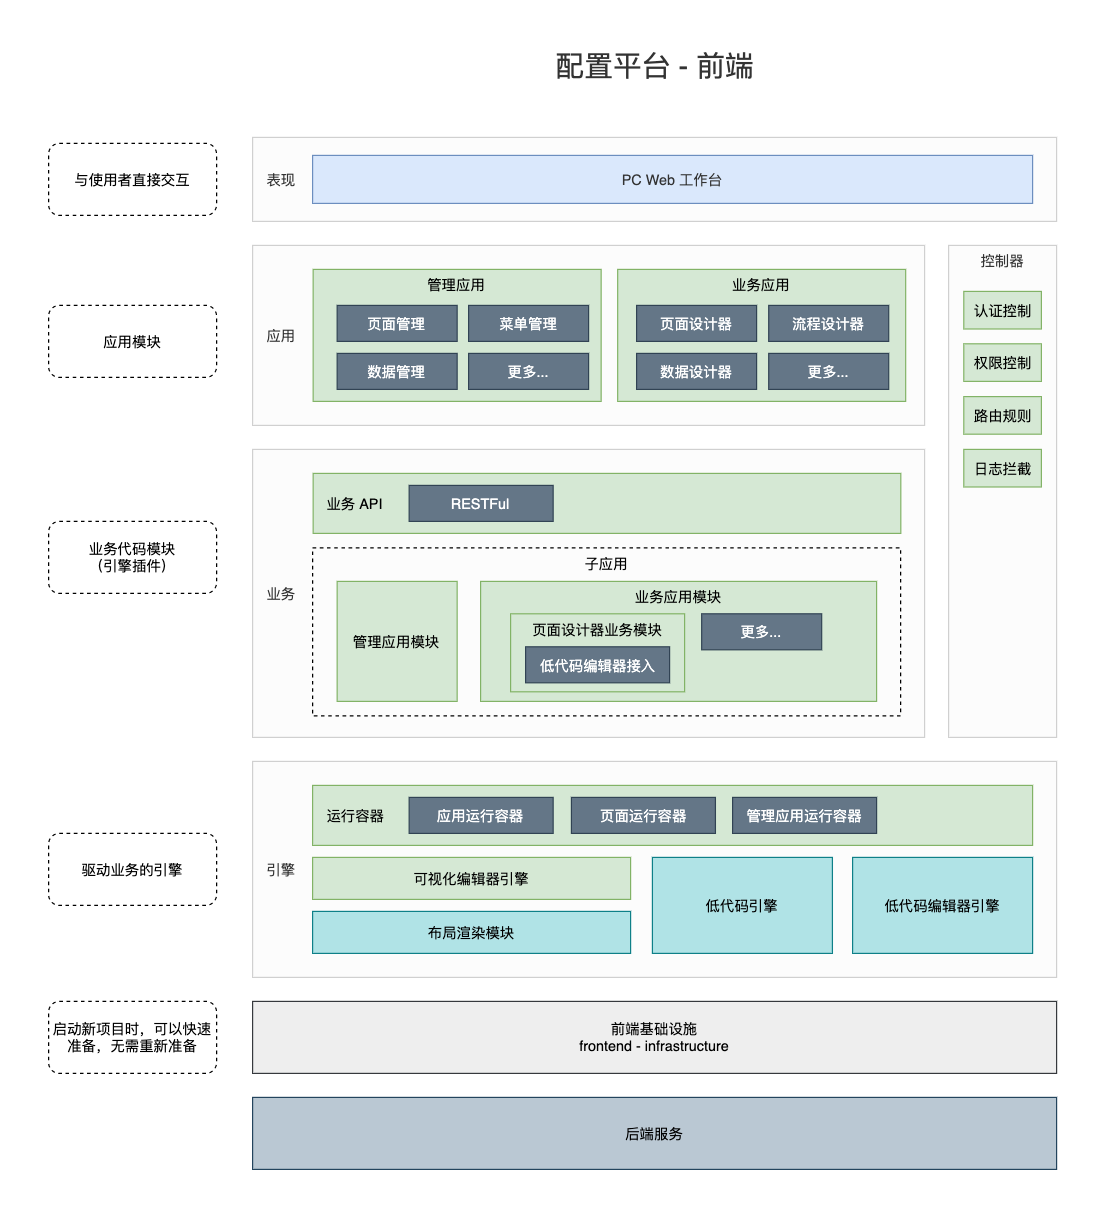 配置平台 - 前端
与使用者直接交互
表现
PC Web 工作台
应用模块
应用
管理应用
页面管理
菜单管理
数据管理
更多...
业务应用
页面设计器
流程设计器
数据设计器
更多...
控制器
认证控制
权限控制
路由规则
日志拦截
业务代码模块
(引擎插件)
业务
业务 API
RESTFul
子应用
管理应用模块
业务应用模块
页面设计器业务模块
低代码编辑器接入
更多...
驱动业务的引擎
引擎
运行容器
应用运行容器
页面运行容器
管理应用运行容器
可视化编辑器引擎
布局渲染模块
低代码引擎
低代码编辑器引擎
启动新项目时，可以快速
准备，无需重新准备
前端基础设施
frontend - infrastructure
后端服务